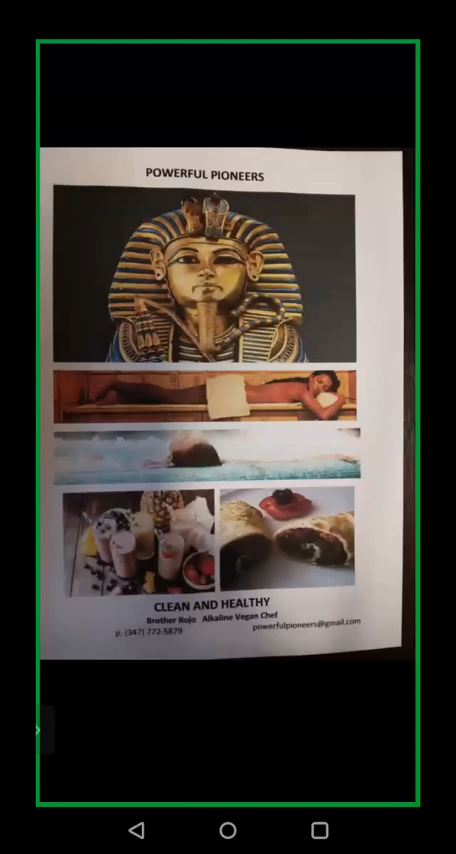 POWERFUL PIONEERS
CLEAN AND HEALTHY
Brother Rojo Alkaline Vegan Chef
p. (347) 772-5879
powerfulpioneers@gmail.com